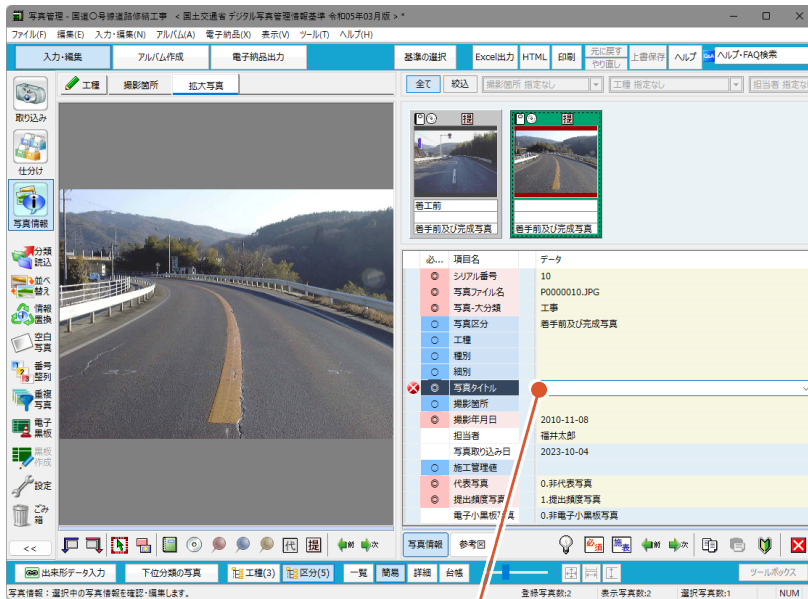 写真管理 - 国道〇号線道路修繕工事 < 国土交通省 デジタル写真管理情報基準 令和05年03月版 > *
ファイル(F) 編集(E) 入力・編集(N) アルバム(A) 電子納品(X) 表示(V) ツール(T) ヘルプ(H)
入力・編集 アルバム作成 電子納品出力 基準の選択 Excel出力 HTML 印刷 元に戻す やり直し 上書保存 ヘルプ Q&A ヘルプ・FAQ検索
工種 撮影箇所 拡大写真
全て 絞込 撮影箇所 指定なし 工種 指定なし 担当者 指定な
取り込み
仕分け
写真情報
分類
読込
並べ
替え
情報
置換
空白
写真
番号
整列
重複
写真
電子
黒板
黒板
作成
設定
ごみ
箱
<<
提 提
着工前
着手前及び完成写真 着手前及び完成写真
必... 項目名 データ
◎ シリアル番号 10
◎ 写真ファイル名 P0000010.JPG
◎ 写真-大分類 工事
○ 写真区分 着手前及び完成写真
○ 工種
○ 種別
○ 細別
◎ 写真タイトル
○ 撮影箇所
◎ 撮影年月日 2010-11-08
担当者 福井太郎
写真取り込み日 2023-10-04
○ 施工管理値
◎ 代表写真 0.非代表写真
◎ 提出頻度写真 1.提出頻度写真
電子小黒板写真 0.非電子小黒板写真
代 提 前 次
写真情報 参考図 必須 施表 前 次
出来形データ入力 下位分類の写真 工種(3) 区分(5) 一覧 簡易 詳細 台帳 ツールボックス
写真情報：選択中の写真情報を確認・編集します。 登録写真数:2 表示写真数:2 選択写真数:1 NUM